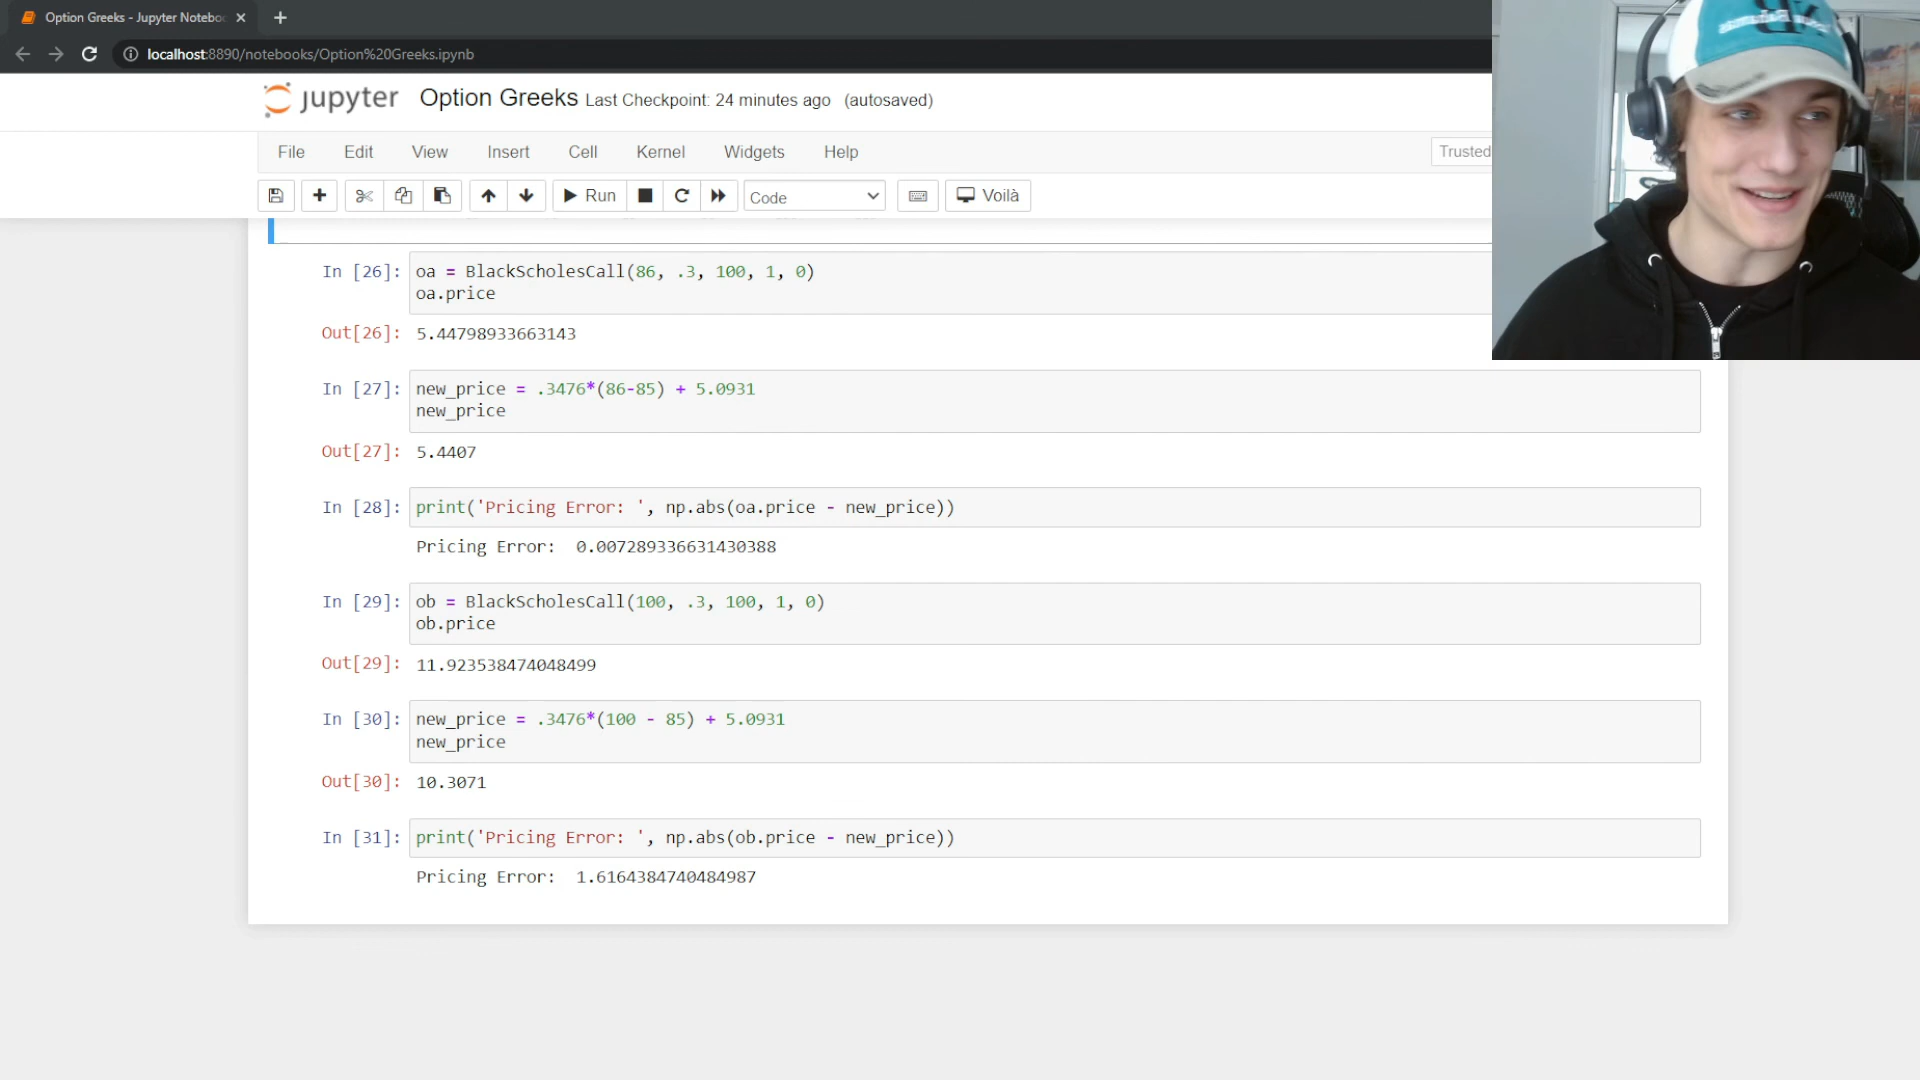 Option Greeks - Jupyter Notebo
localhost:8890/notebooks/Option%20Greeks.ipynb
jupyter Option Greeks Last Checkpoint: 24 minutes ago (autosaved)
File Edit View Insert Cell Kernel Widgets Help Trusted
Run Code Voilà
In [26]: oa = BlackScholesCall(86, .3, 100, 1, 0)
oa.price
Out[26]: 5.44798933663143
In [27]: new_price = .3476*(86-85) + 5.0931
new_price
Out[27]: 5.4407
In [28]: print('Pricing Error: ', np.abs(oa.price - new_price))
Pricing Error:  0.007289336631430388
In [29]: ob = BlackScholesCall(100, .3, 100, 1, 0)
ob.price
Out[29]: 11.923538474048499
In [30]: new_price = .3476*(100 - 85) + 5.0931
new_price
Out[30]: 10.3071
In [31]: print('Pricing Error: ', np.abs(ob.price - new_price))
Pricing Error:  1.6164384740484987